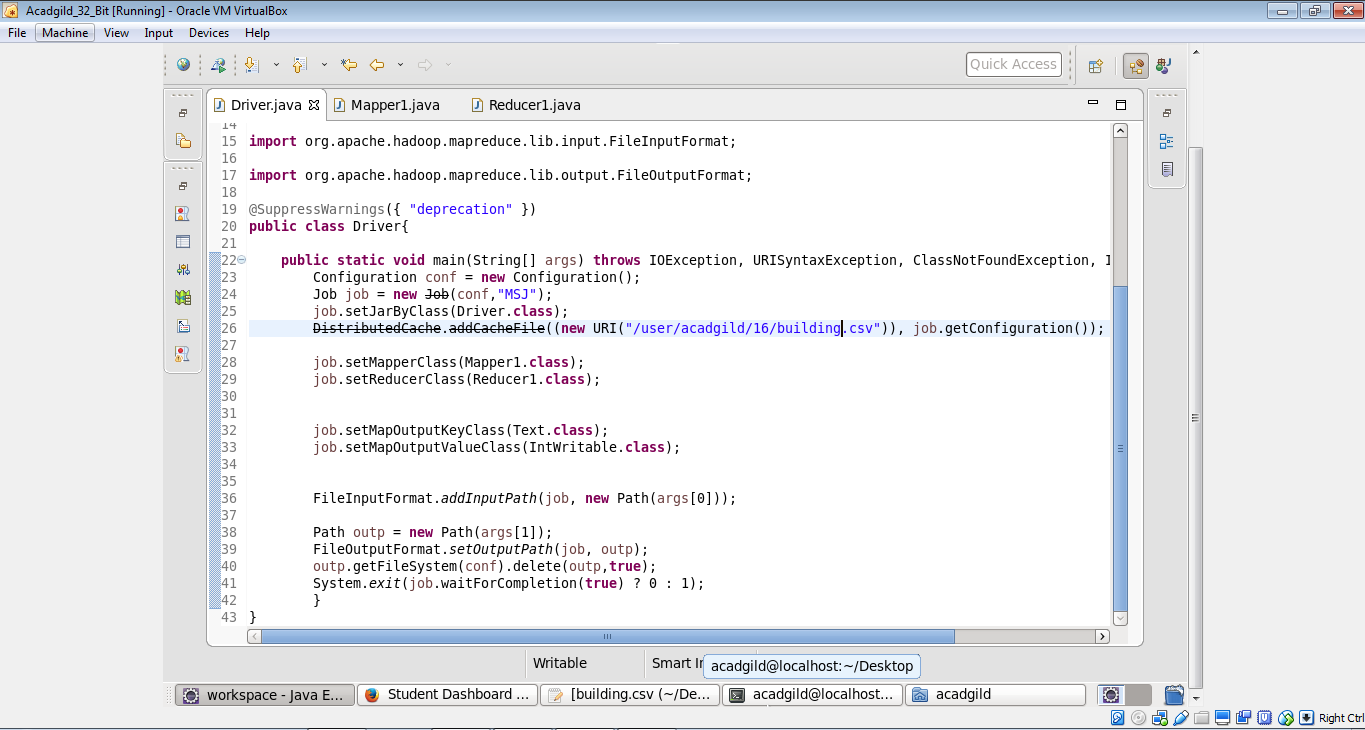 Acadgild_32_Bit [Running] - Oracle VM VirtualBox
File Machine View Input Devices Help
Quick Access
Driver.java Mapper1.java Reducer1.java
14
15 import org.apache.hadoop.mapreduce.lib.input.FileInputFormat;
16
17 import org.apache.hadoop.mapreduce.lib.output.FileOutputFormat;
18
19 @SuppressWarnings({ "deprecation" })
20 public class Driver{
21
22 public static void main(String[] args) throws IOException, URISyntaxException, ClassNotFoundException, I
23 Configuration conf = new Configuration();
24 Job job = new Job(conf,"MSJ");
25 job.setJarByClass(Driver.class);
26 DistributedCache.addCacheFile((new URI("/user/acadgild/16/building.csv")), job.getConfiguration());
27
28 job.setMapperClass(Mapper1.class);
29 job.setReducerClass(Reducer1.class);
30
31
32 job.setMapOutputKeyClass(Text.class);
33 job.setMapOutputValueClass(IntWritable.class);
34
35
36 FileInputFormat.addInputPath(job, new Path(args[0]));
37
38 Path outp = new Path(args[1]);
39 FileOutputFormat.setOutputPath(job, outp);
40 outp.getFileSystem(conf).delete(outp,true);
41 System.exit(job.waitForCompletion(true) ? 0 : 1);
42 }
43 }
Writable Smart In acadgild@localhost:~/Desktop
workspace - Java E... Student Dashboard ... [building.csv (~/De... acadgild@localhost... acadgild
Right Ctrl